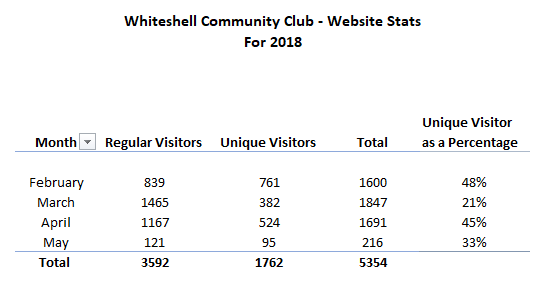 Whiteshell Community Club - Website Stats
For 2018
Unique Visitor
Month Regular Visitors Unique Visitors Total as a Percentage
February 839 761 1600 48%
March 1465 382 1847 21%
April 1167 524 1691 45%
May 121 95 216 33%
Total 3592 1762 5354